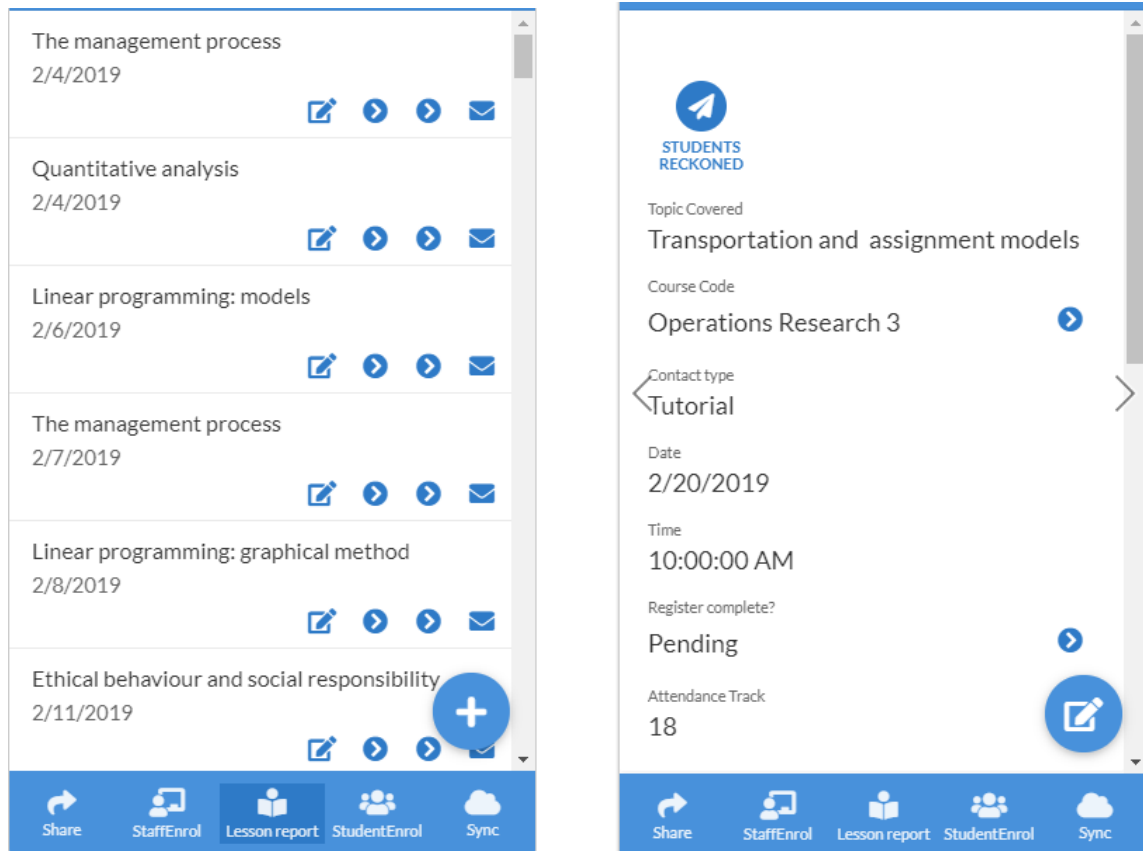 The management process
2/4/2019
Quantitative analysis
2/4/2019
Linear programming: models
2/6/2019
The management process
2/7/2019
Linear programming: graphical method
2/8/2019
Ethical behaviour and social responsibility
2/11/2019
Share
StaffEnrol
Lesson report
StudentEnrol
Sync
STUDENTS
RECKONED
Topic Covered
Transportation and assignment models
Course Code
Operations Research 3
Contact type
Tutorial
Date
2/20/2019
Time
10:00:00 AM
Register complete?
Pending
Attendance Track
18
Share
StaffEnrol
Lesson report
StudentEnrol
Sync